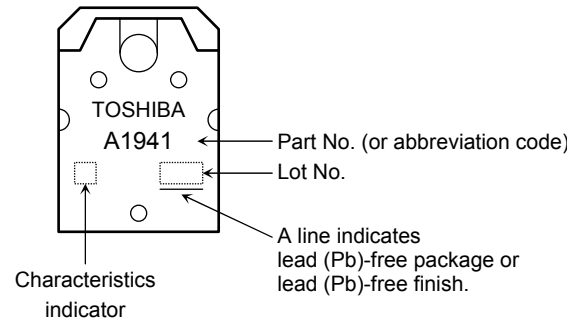 TOSHIBA
A1941
Part No. (or abbreviation code)
Lot No.
A line indicates
lead (Pb)-free package or
lead (Pb)-free finish.
Characteristics
indicator